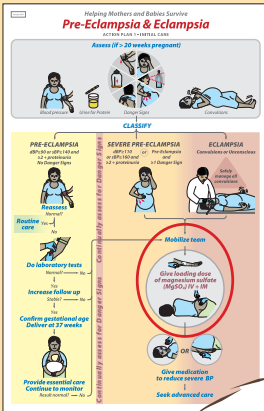 Helping Mothers and Babies Survive
Pre-Eclampsia & Eclampsia
ACTION PLAN 1 • INITIAL CARE
Assess (if > 20 weeks pregnant)
Blood pressure
Urine for Protein
Danger Signs
Convulsions
CLASSIFY
PRE-ECLAMPSIA
dBP≥90 or sBP≥140 and
≥2 + proteinuria
No Danger Signs
SEVERE PRE-ECLAMPSIA
dBP≥110
or sBP≥160 and
≥2 + proteinuria
or
Pre-Eclampsia
and
≥1 Danger Sign
ECLAMPSIA
Convulsions or Unconscious
Safely
manage all
convulsions
Continually assess for Danger Signs
Continually assess for Danger Signs
Reassess
Normal?
Routine
care
Yes
No
Do laboratory tests
Normal?
No
Yes
Increase follow up
Stable?
No
Yes
Confirm gestational age
Deliver at 37 weeks
Provide essential care
Continue to monitor
Result normal?
No
Mobilize team
Give loading dose
of magnesium sulfate
(MgSO₄) IV + IM
OR
Give medication
to reduce severe BP
Seek advanced care